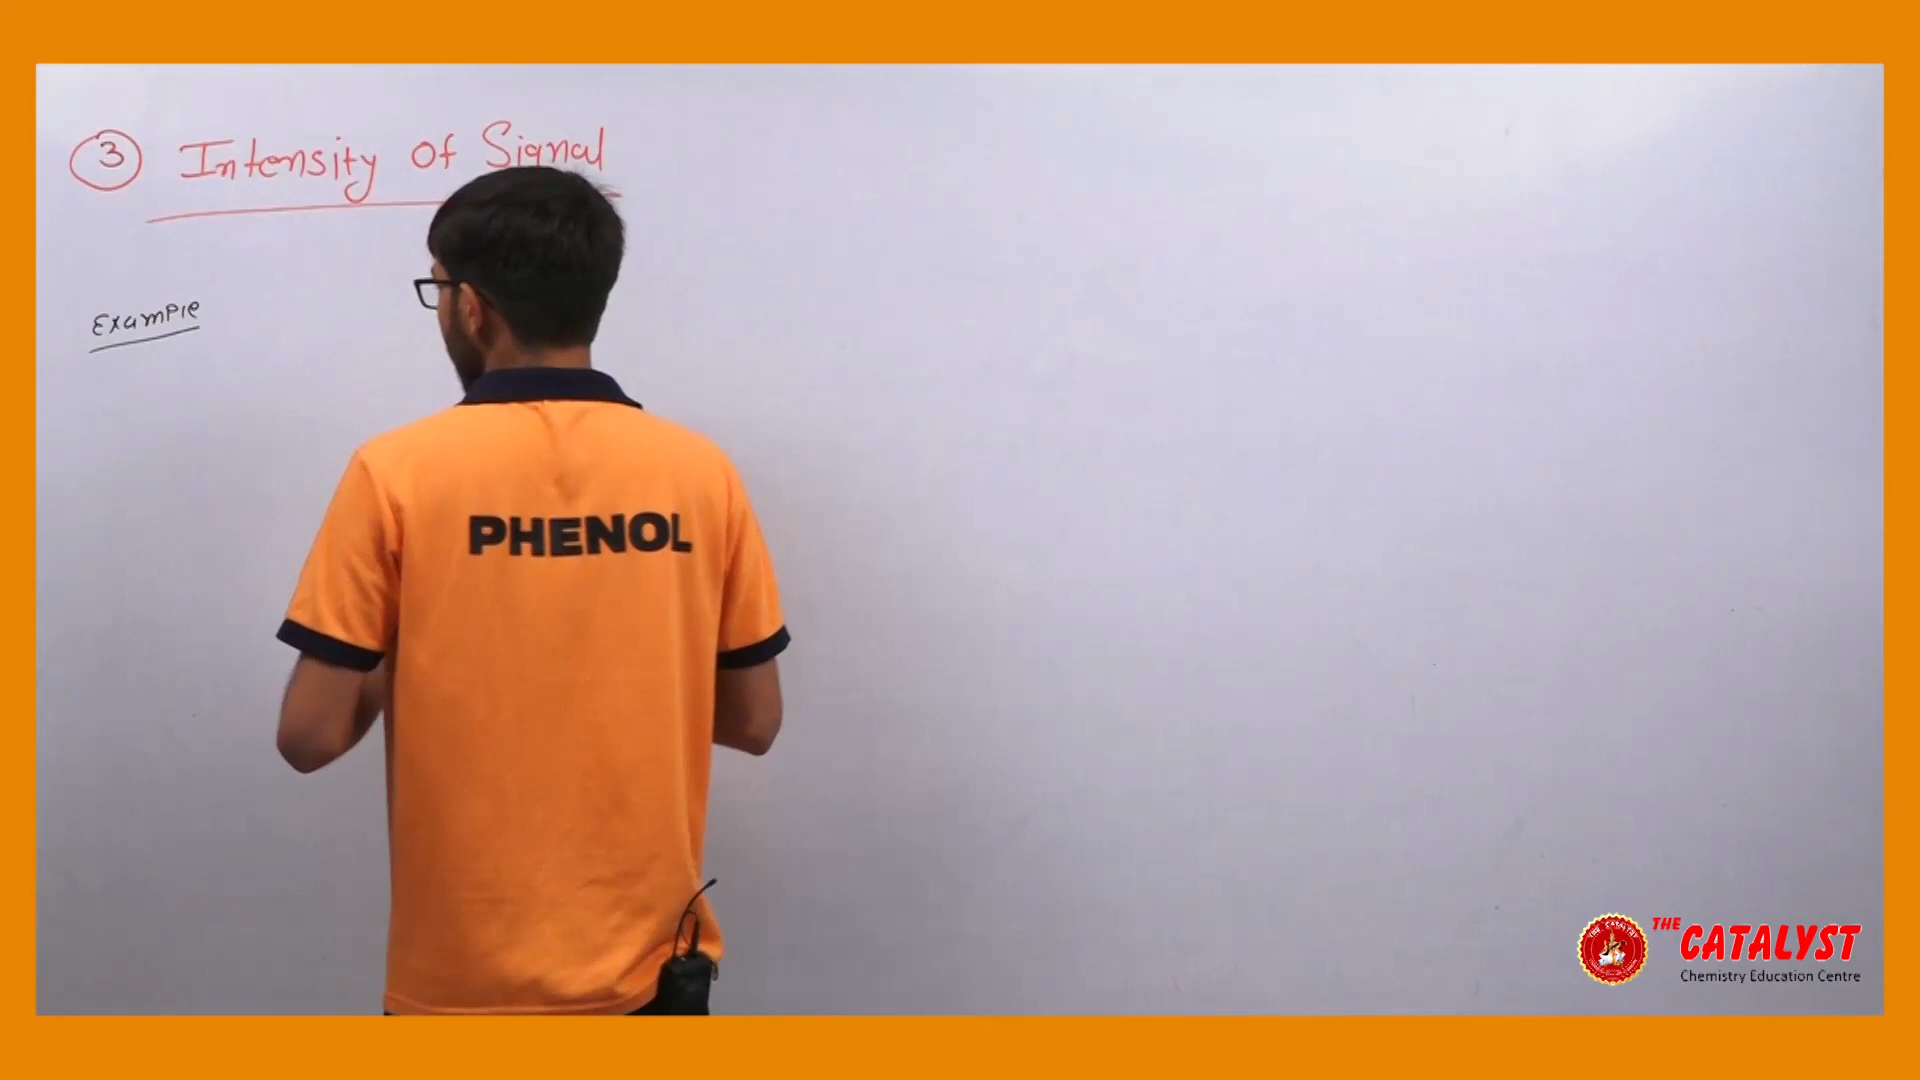 3 Intensity Of Signal
Example
PHENOL
THE CATALYST
Chemistry Education Centre